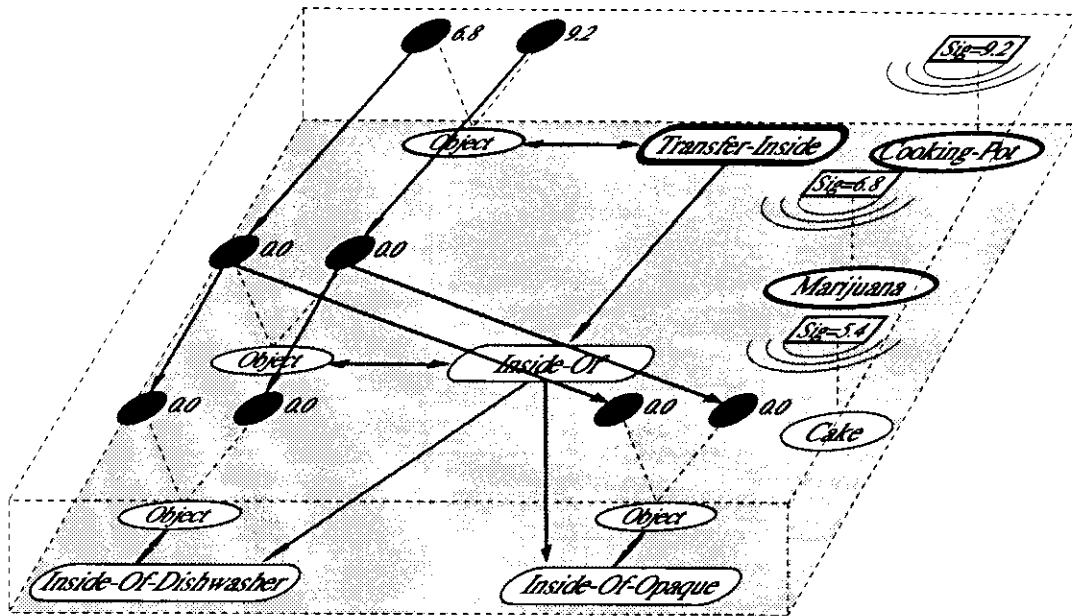 6.8
9.2
Sig=9.2
Object
Transfer-Inside
Cooking-Pot
Sig=6.8
0.0
0.0
Marijuana
Sig=5.4
Object
Inside-Of
0.0
0.0
0.0
0.0
Cake
Object
Object
Inside-Of-Dishwasher
Inside-Of-Opaque